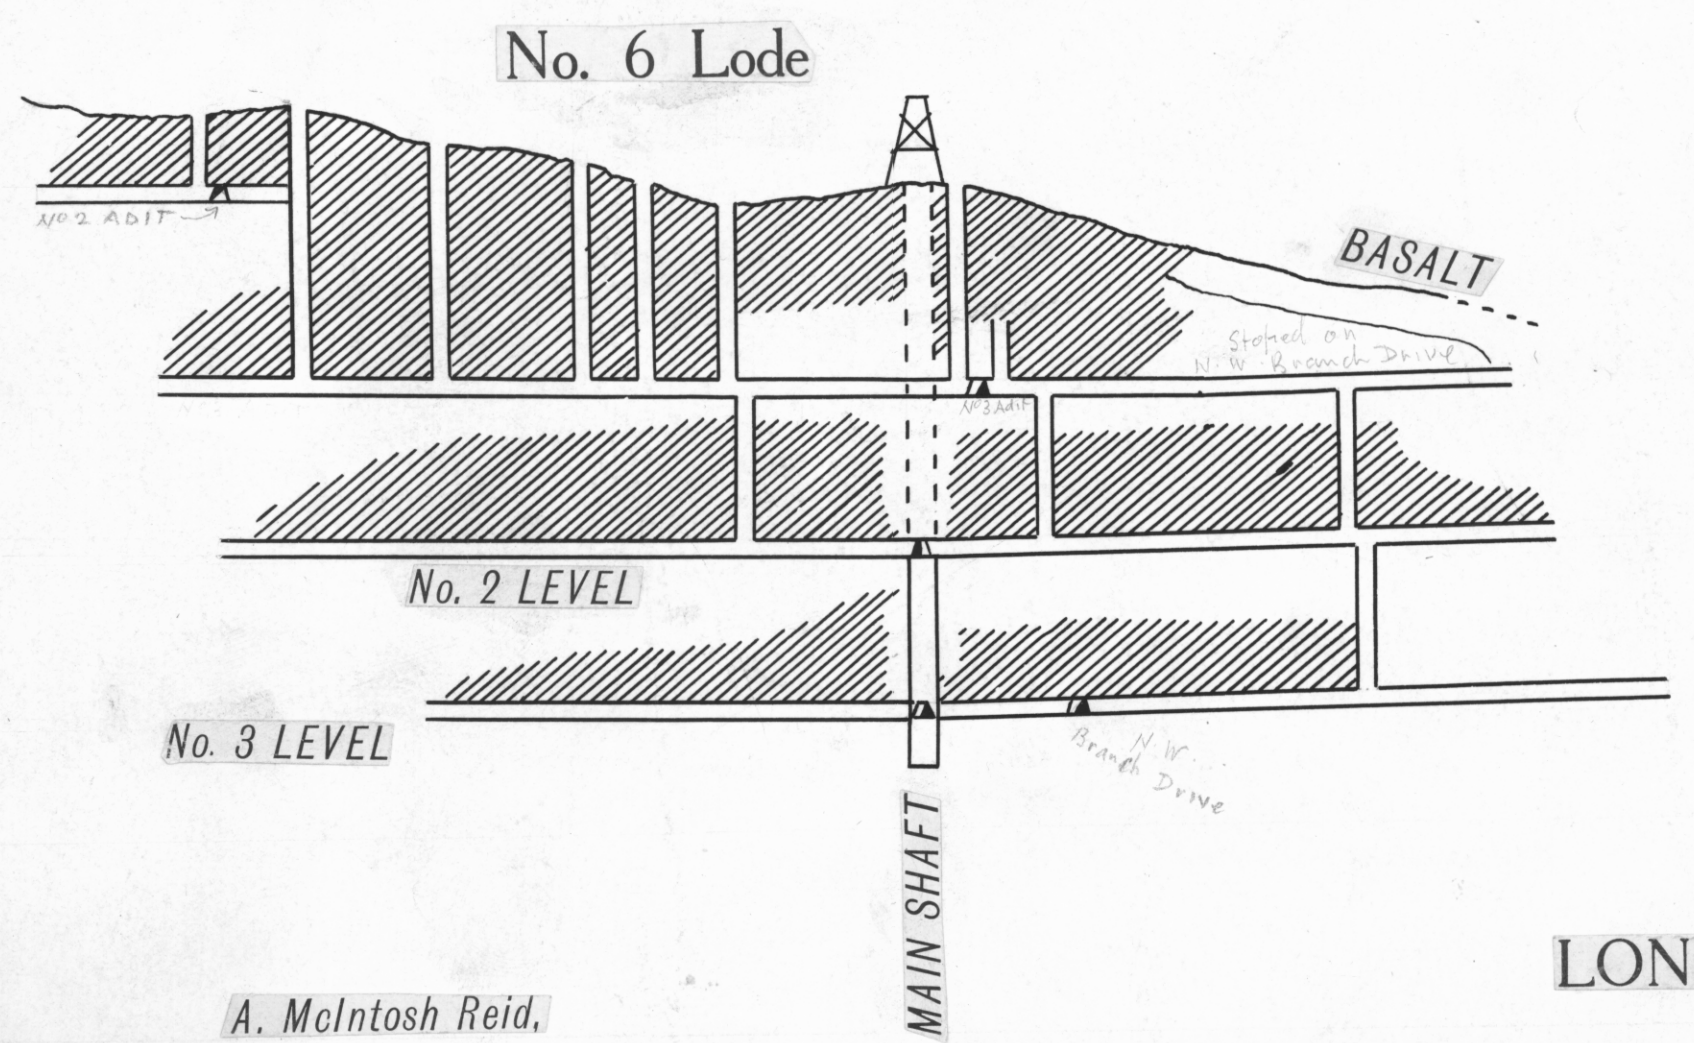 No. 6 Lode
BASALT
No 2 ADIT
Stoped on
N.W. Branch Drive
No 3 Adit
No. 2 LEVEL
No. 3 LEVEL
N.W.
Branch Drive
MAIN SHAFT
LON
A. McIntosh Reid,